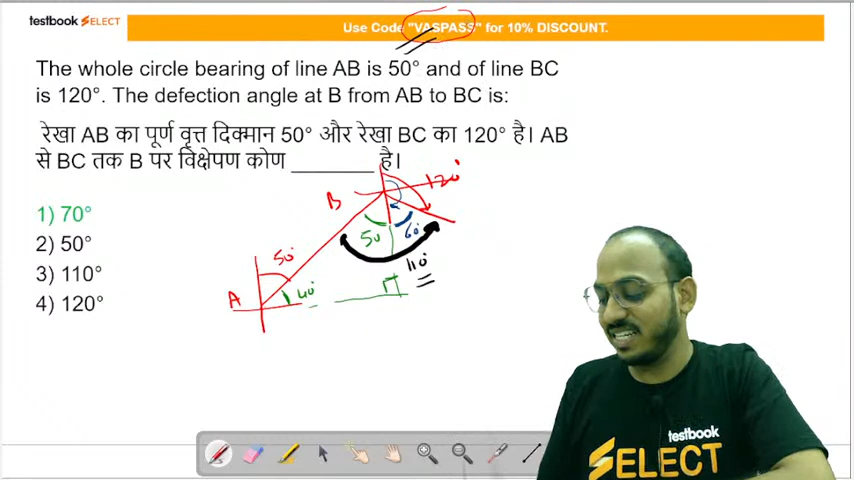 testbook SELECT
Use Code "VASPASS" for 10% DISCOUNT.
The whole circle bearing of line AB is 50° and of line BC
is 120°. The defection angle at B from AB to BC is:
रेखा AB का पूर्ण वृत्त दिक्मान 50° और रेखा BC का 120° है। AB
से BC तक B पर विक्षेपण कोण ________ है।
1) 70°
2) 50°
3) 110°
4) 120°
B
120°
50
60°
50°
110°
A
40°
testbook
SELECT